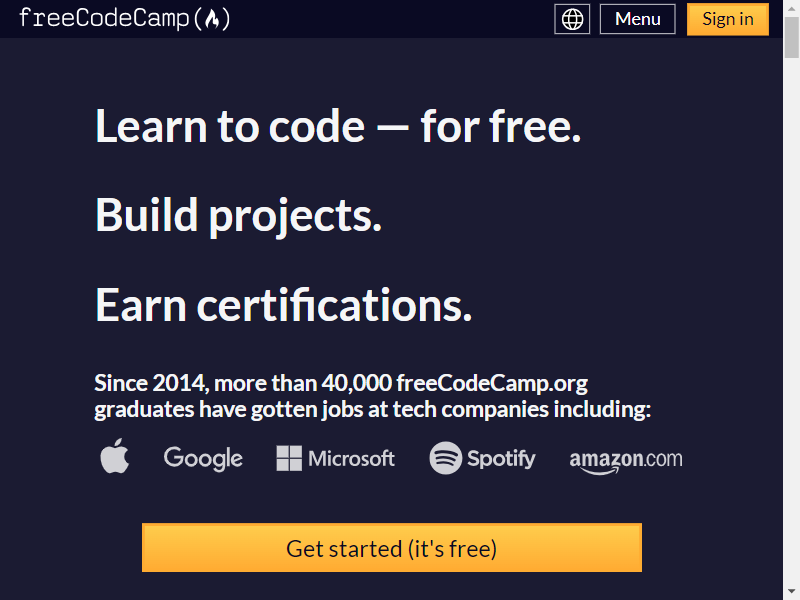 freeCodeCamp(🔥)
Menu
Sign in
Learn to code — for free.
Build projects.
Earn certifications.
Since 2014, more than 40,000 freeCodeCamp.org
graduates have gotten jobs at tech companies including:
Google
Microsoft
Spotify
amazon.com
Get started (it's free)